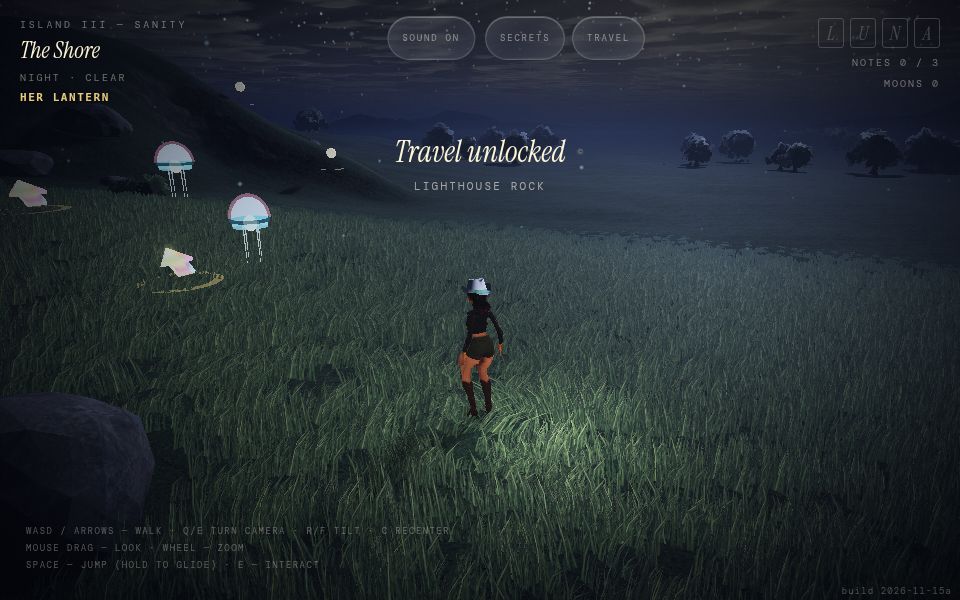 ISLAND III — SANITY
The Shore
NIGHT · CLEAR
HER LANTERN
SOUND ON
SECRETS
TRAVEL
L U N A
NOTES 0 / 3
MOONS 0
Travel unlocked
LIGHTHOUSE ROCK
WASD / ARROWS — WALK · Q/E TURN CAMERA · R/F TILT · C RECENTER
MOUSE DRAG — LOOK · WHEEL — ZOOM
SPACE — JUMP (HOLD TO GLIDE) · E — INTERACT
build 2026-11-15a